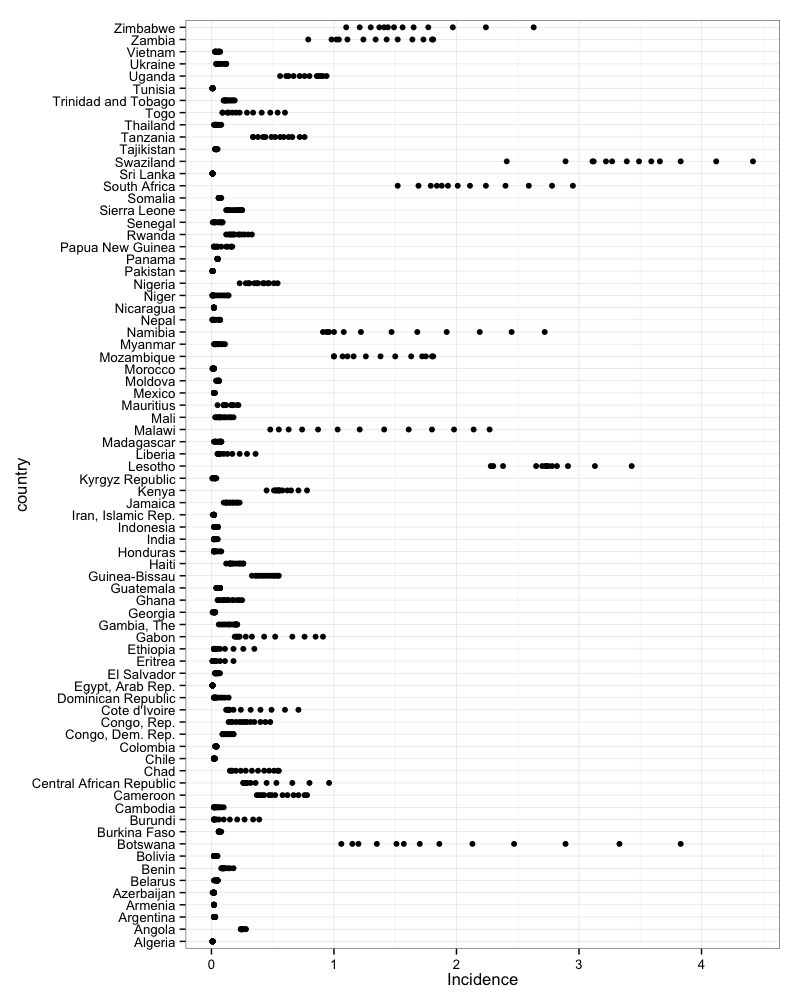 Zimbabwe
Zambia
Vietnam
Ukraine
Uganda
Tunisia
Trinidad and Tobago
Togo
Thailand
Tanzania
Tajikistan
Swaziland
Sri Lanka
South Africa
Somalia
Sierra Leone
Senegal
Rwanda
Papua New Guinea
Panama
Pakistan
Nigeria
Niger
Nicaragua
Nepal
Namibia
Myanmar
Mozambique
Morocco
Moldova
Mexico
Mauritius
Mali
Malawi
Madagascar
Liberia
Lesotho
Kyrgyz Republic
Kenya
Jamaica
Iran, Islamic Rep.
Indonesia
India
Honduras
Haiti
Guinea-Bissau
Guatemala
Ghana
Georgia
Gambia, The
Gabon
Ethiopia
Eritrea
El Salvador
Egypt, Arab Rep.
Dominican Republic
Cote d'Ivoire
Congo, Rep.
Congo, Dem. Rep.
Colombia
Chile
Chad
Central African Republic
Cameroon
Cambodia
Burundi
Burkina Faso
Botswana
Bolivia
Benin
Belarus
Azerbaijan
Armenia
Argentina
Angola
Algeria
country
0 1 2 3 4
Incidence